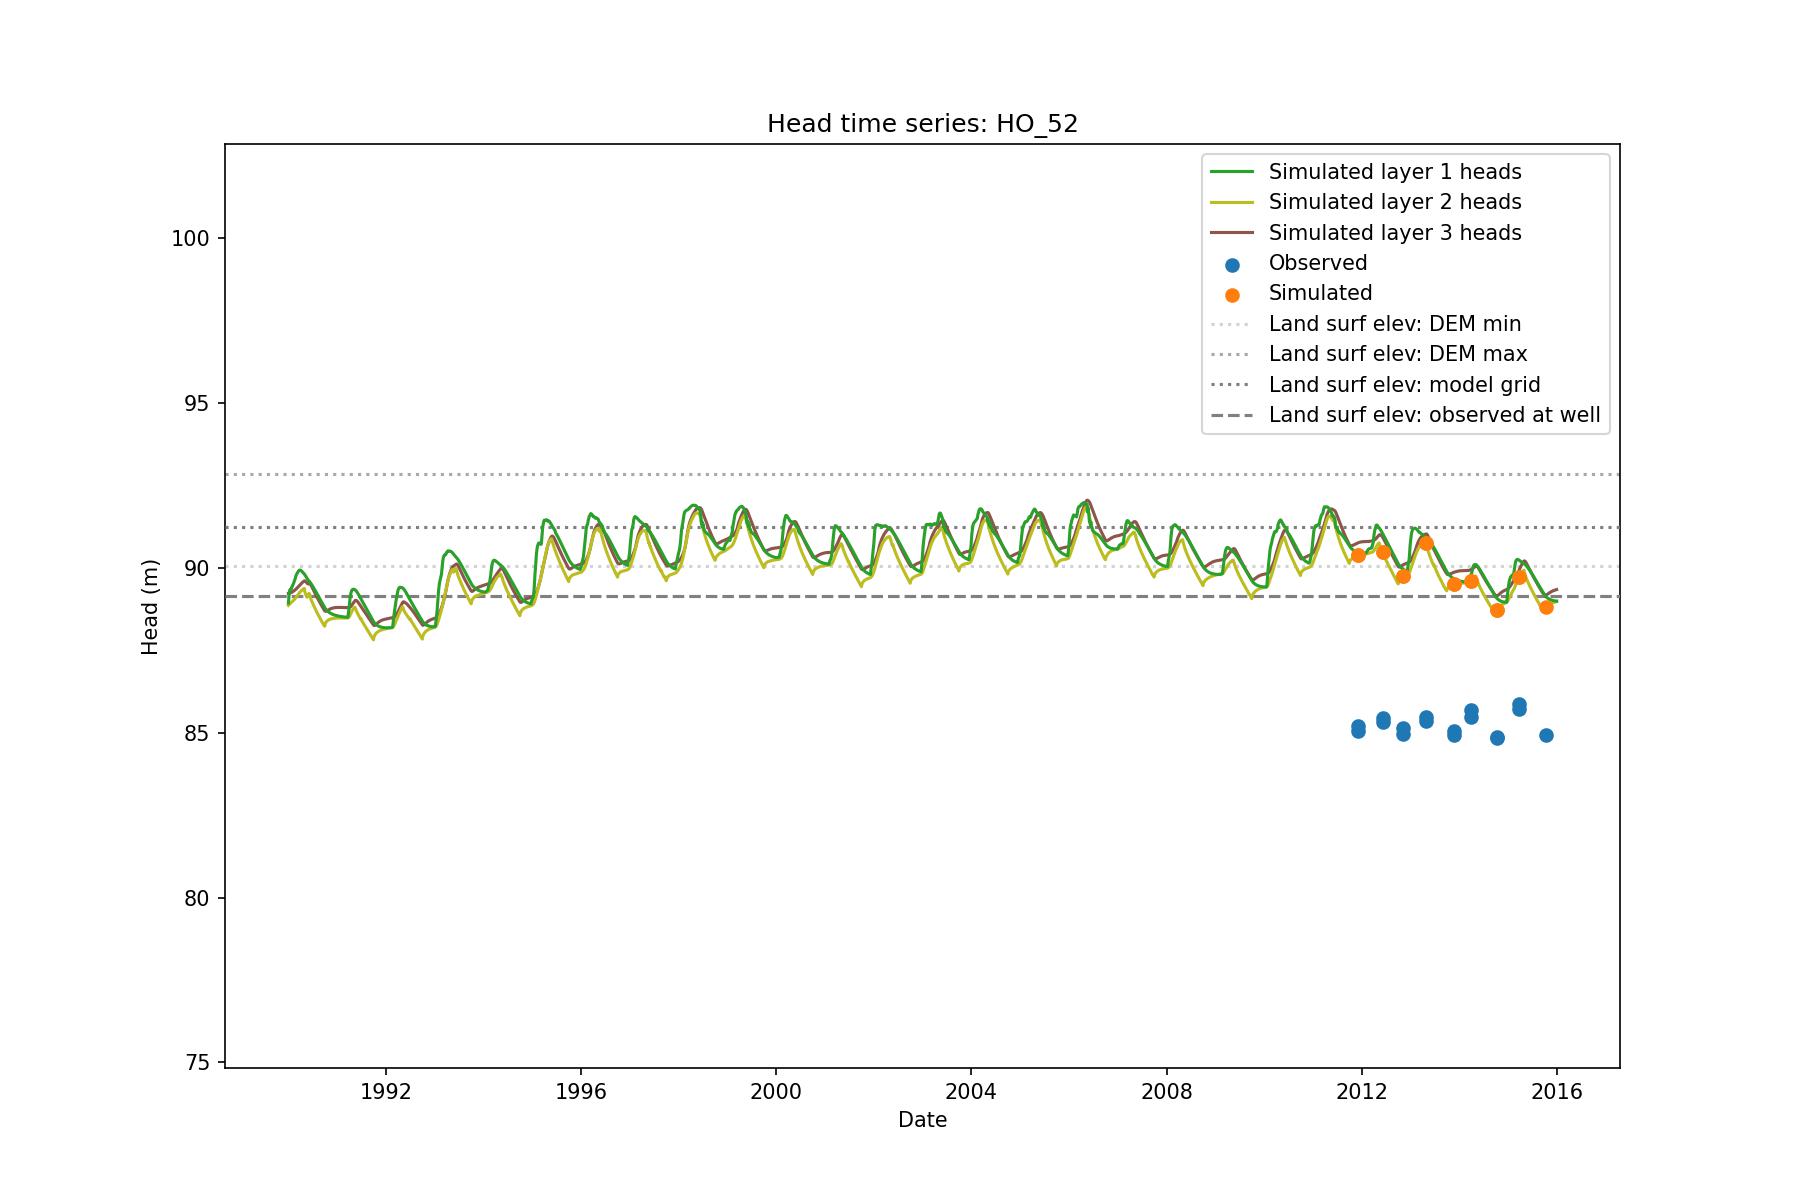 Head time series: HO_52
Simulated layer 1 heads
Simulated layer 2 heads
Simulated layer 3 heads
Observed
Simulated
Land surf elev: DEM min
Land surf elev: DEM max
Land surf elev: model grid
Land surf elev: observed at well
100
95
90
85
80
75
Head (m)
1992 1996 2000 2004 2008 2012 2016
Date